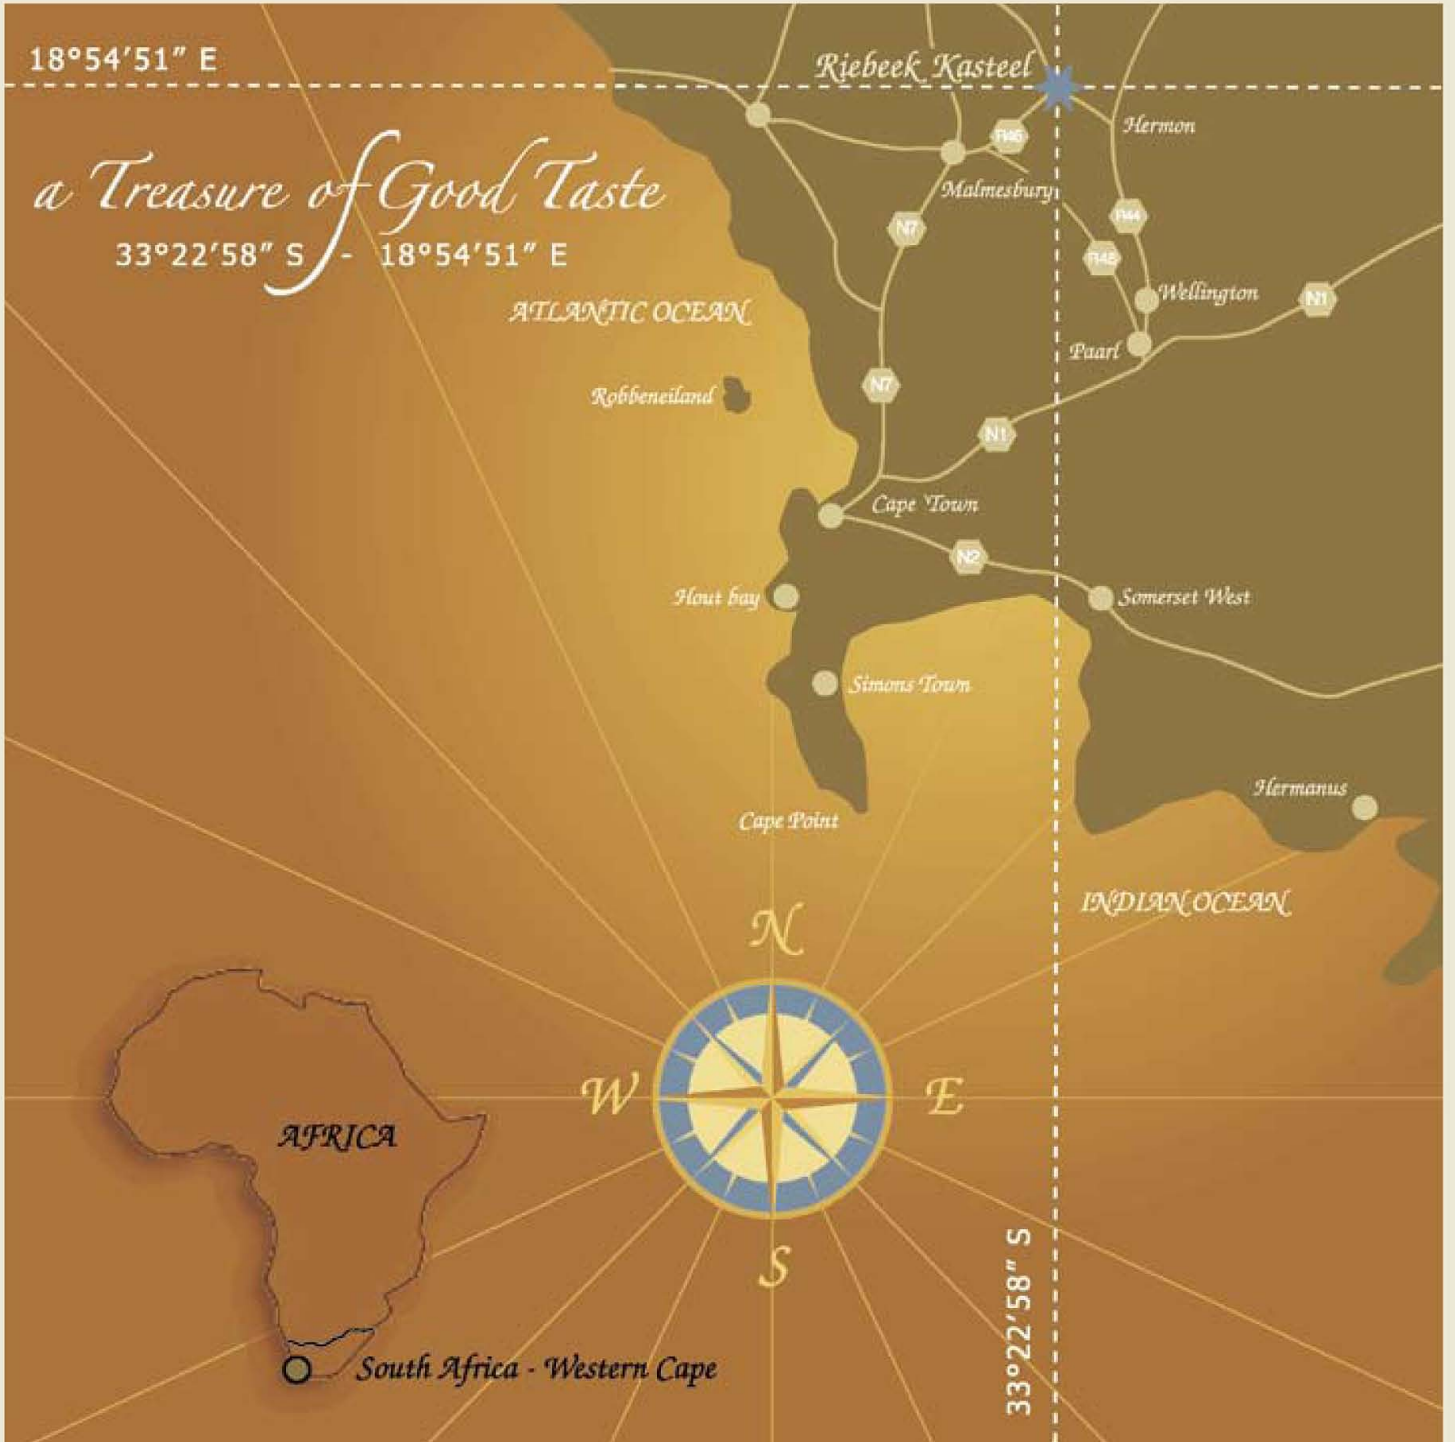 18°54'51" E
Riebeek Kasteel
R46
Hermon
a Treasure of Good Taste
33°22'58" S - 18°54'51" E
Malmesbury
N7
R44
R45
ATLANTIC OCEAN
Wellington
N1
Paarl
Robbeneiland
N7
N1
Cape Town
N2
Hout bay
Somerset West
Simons Town
Hermanus
Cape Point
INDIAN OCEAN
N
W
E
S
AFRICA
33°22'58" S
South Africa - Western Cape